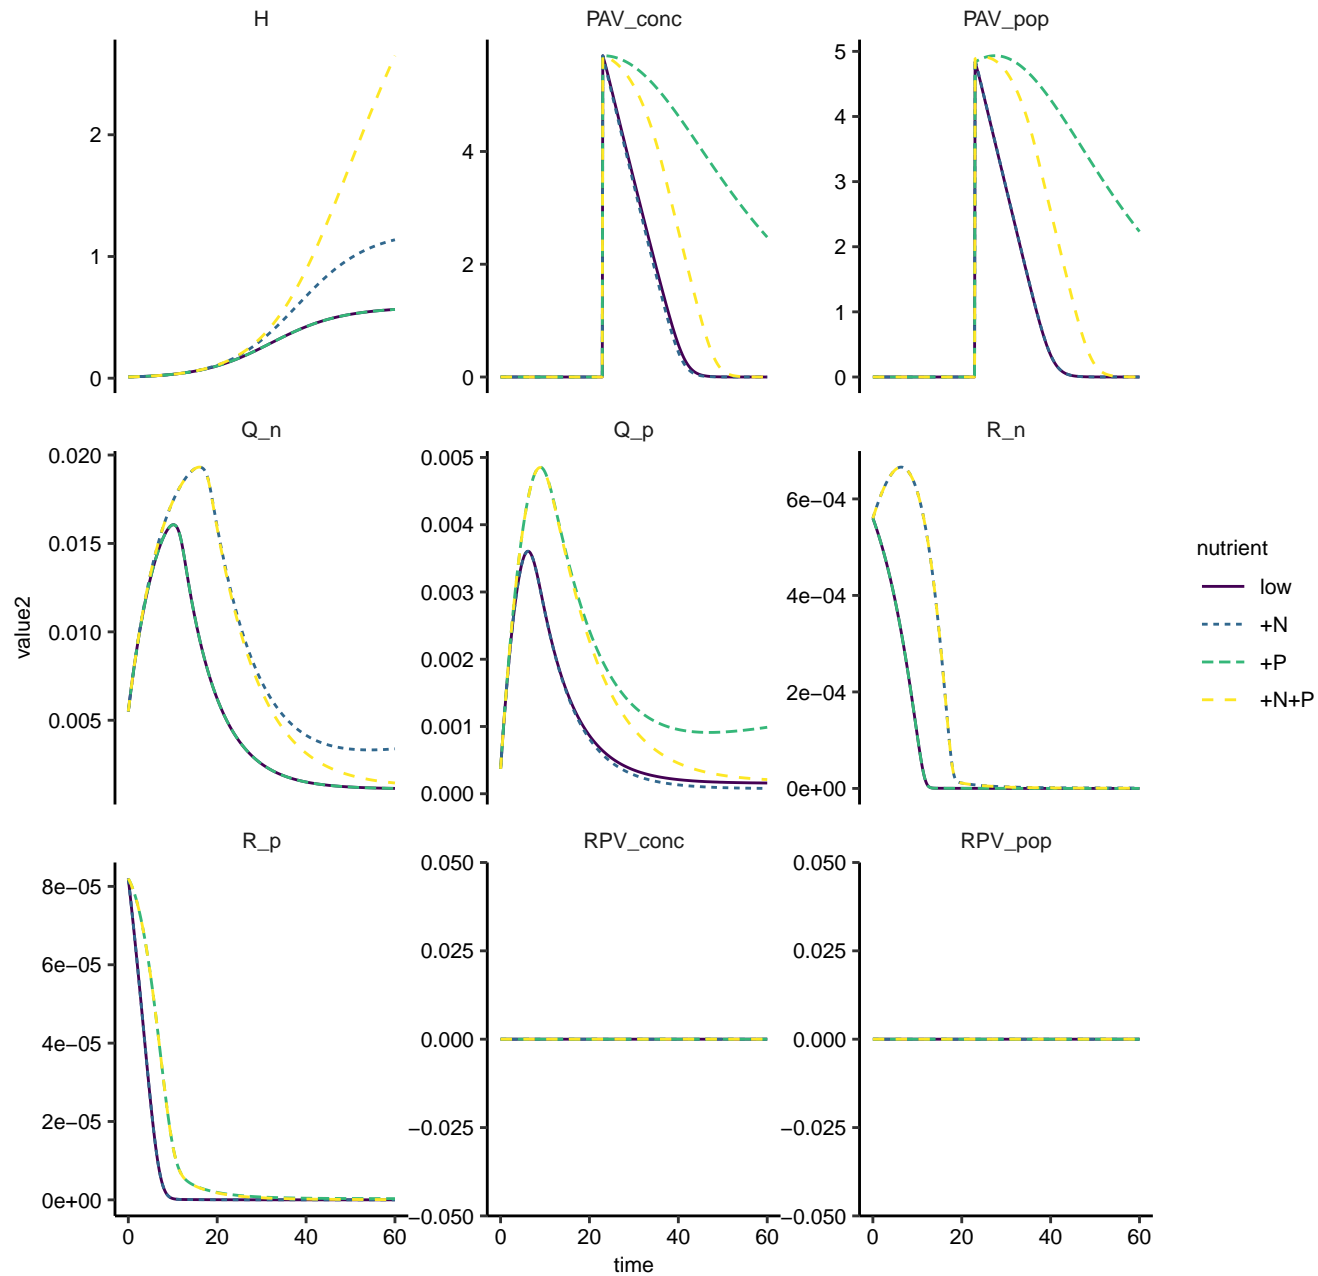 H PAV_conc PAV_pop
2
1
0
4
2
0
5
4
3
2
1
0
Q_n Q_p R_n
0.020
0.015
0.010
0.005
0.005
0.004
0.003
0.002
0.001
0.000
6e−04
4e−04
2e−04
0e+00
value2
nutrient
low
+N
+P
+N+P
R_p RPV_conc RPV_pop
8e−05
6e−05
4e−05
2e−05
0e+00
0.050
0.025
0.000
−0.025
−0.050
0.050
0.025
0.000
−0.025
−0.050
0 20 40 60 0 20 40 60 0 20 40 60
time